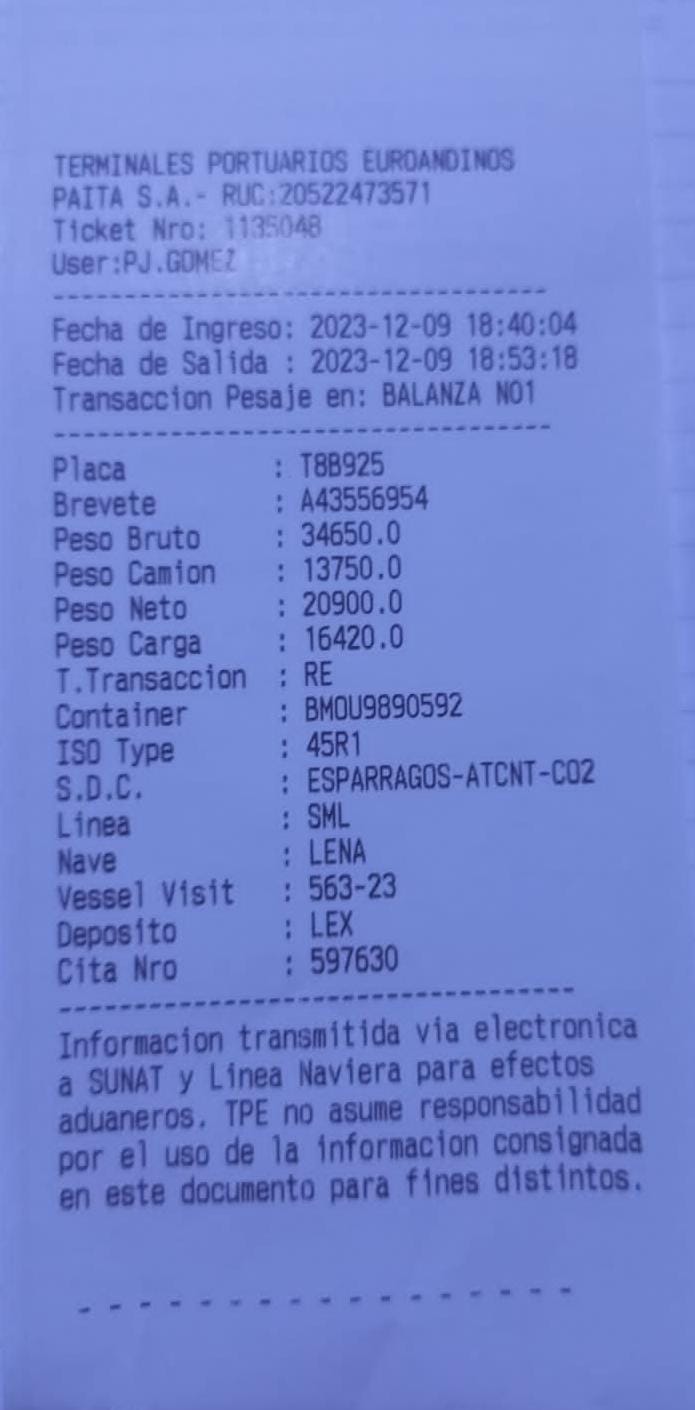 TERMINALES PORTUARIOS EUROANDINOS
PAITA S.A.- RUC:20522473571
Ticket Nro: 1135048
User:PJ.GOMEZ
Fecha de Ingreso: 2023-12-09 18:40:04
Fecha de Salida : 2023-12-09 18:53:18
Transaccion Pesaje en: BALANZA NO1
Placa : T8B925
Brevete : A43556954
Peso Bruto : 34650.0
Peso Camion : 13750.0
Peso Neto : 20900.0
Peso Carga : 16420.0
T.Transaccion : RE
Container : BMOU9890592
ISO Type : 45R1
S.D.C. : ESPARRAGOS-ATCNT-CO2
Linea : SML
Nave : LENA
Vessel Visit : 563-23
Deposito : LEX
Cita Nro : 597630
Informacion transmitida via electronica
a SUNAT y Linea Naviera para efectos
aduaneros. TPE no asume responsabilidad
por el uso de la informacion consignada
en este documento para fines distintos.